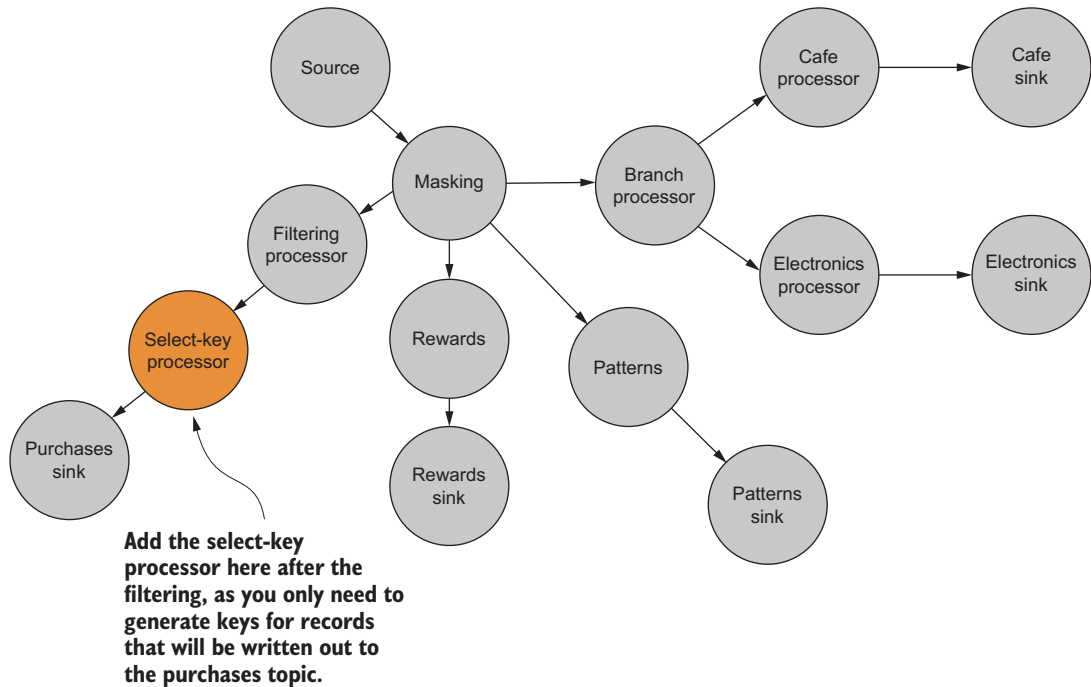 Source
Cafe
processor
Cafe
sink
Masking
Branch
processor
Filtering
processor
Electronics
processor
Electronics
sink
Select-key
processor
Rewards
Patterns
Purchases
sink
Rewards
sink
Patterns
sink
Add the select-key
processor here after the
filtering, as you only need to
generate keys for records
that will be written out to
the purchases topic.